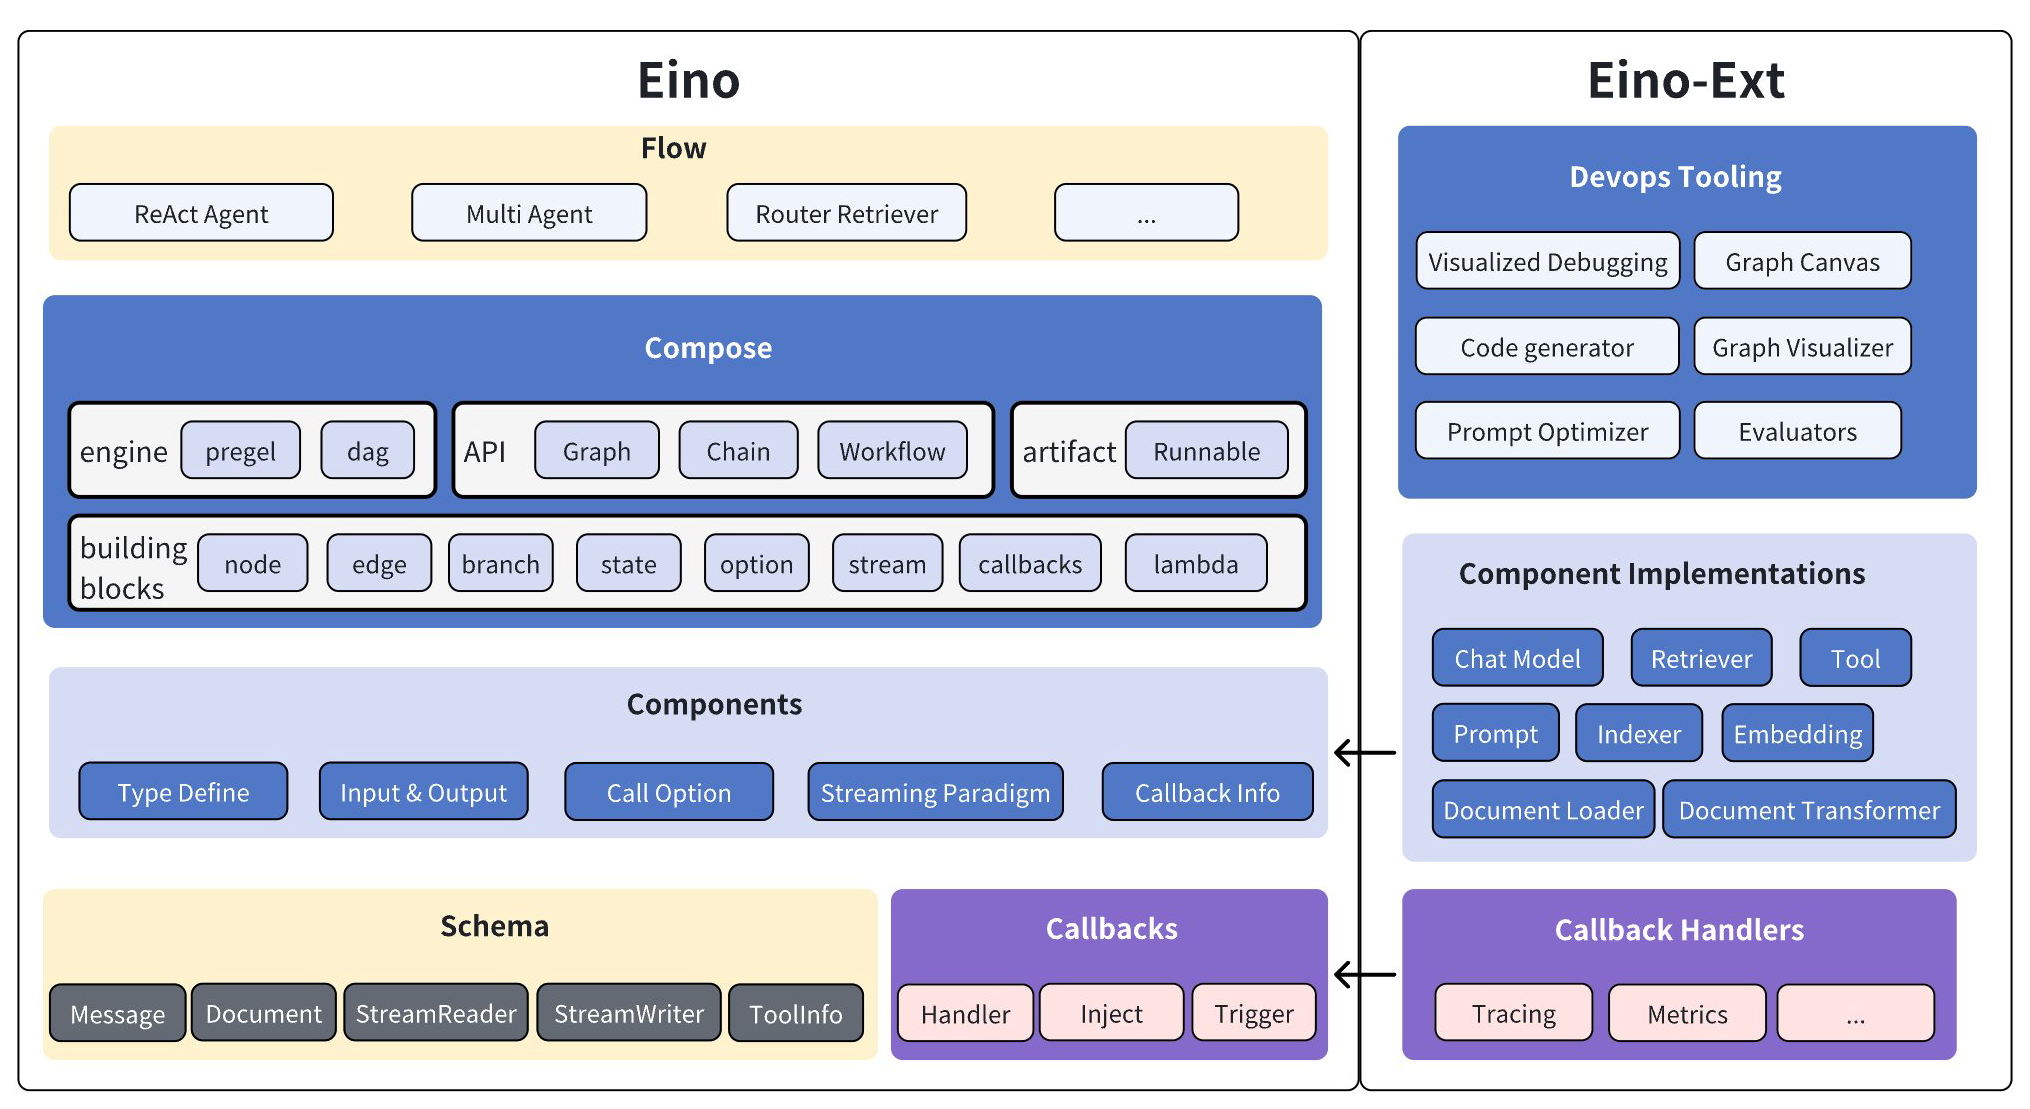 Eino
Flow
ReAct Agent
Multi Agent
Router Retriever
...
Compose
engine
pregel
dag
API
Graph
Chain
Workflow
artifact
Runnable
building
blocks
node
edge
branch
state
option
stream
callbacks
lambda
Components
Type Define
Input & Output
Call Option
Streaming Paradigm
Callback Info
Schema
Message
Document
StreamReader
StreamWriter
ToolInfo
Callbacks
Handler
Inject
Trigger
Eino-Ext
Devops Tooling
Visualized Debugging
Graph Canvas
Code generator
Graph Visualizer
Prompt Optimizer
Evaluators
Component Implementations
Chat Model
Retriever
Tool
Prompt
Indexer
Embedding
Document Loader
Document Transformer
Callback Handlers
Tracing
Metrics
...